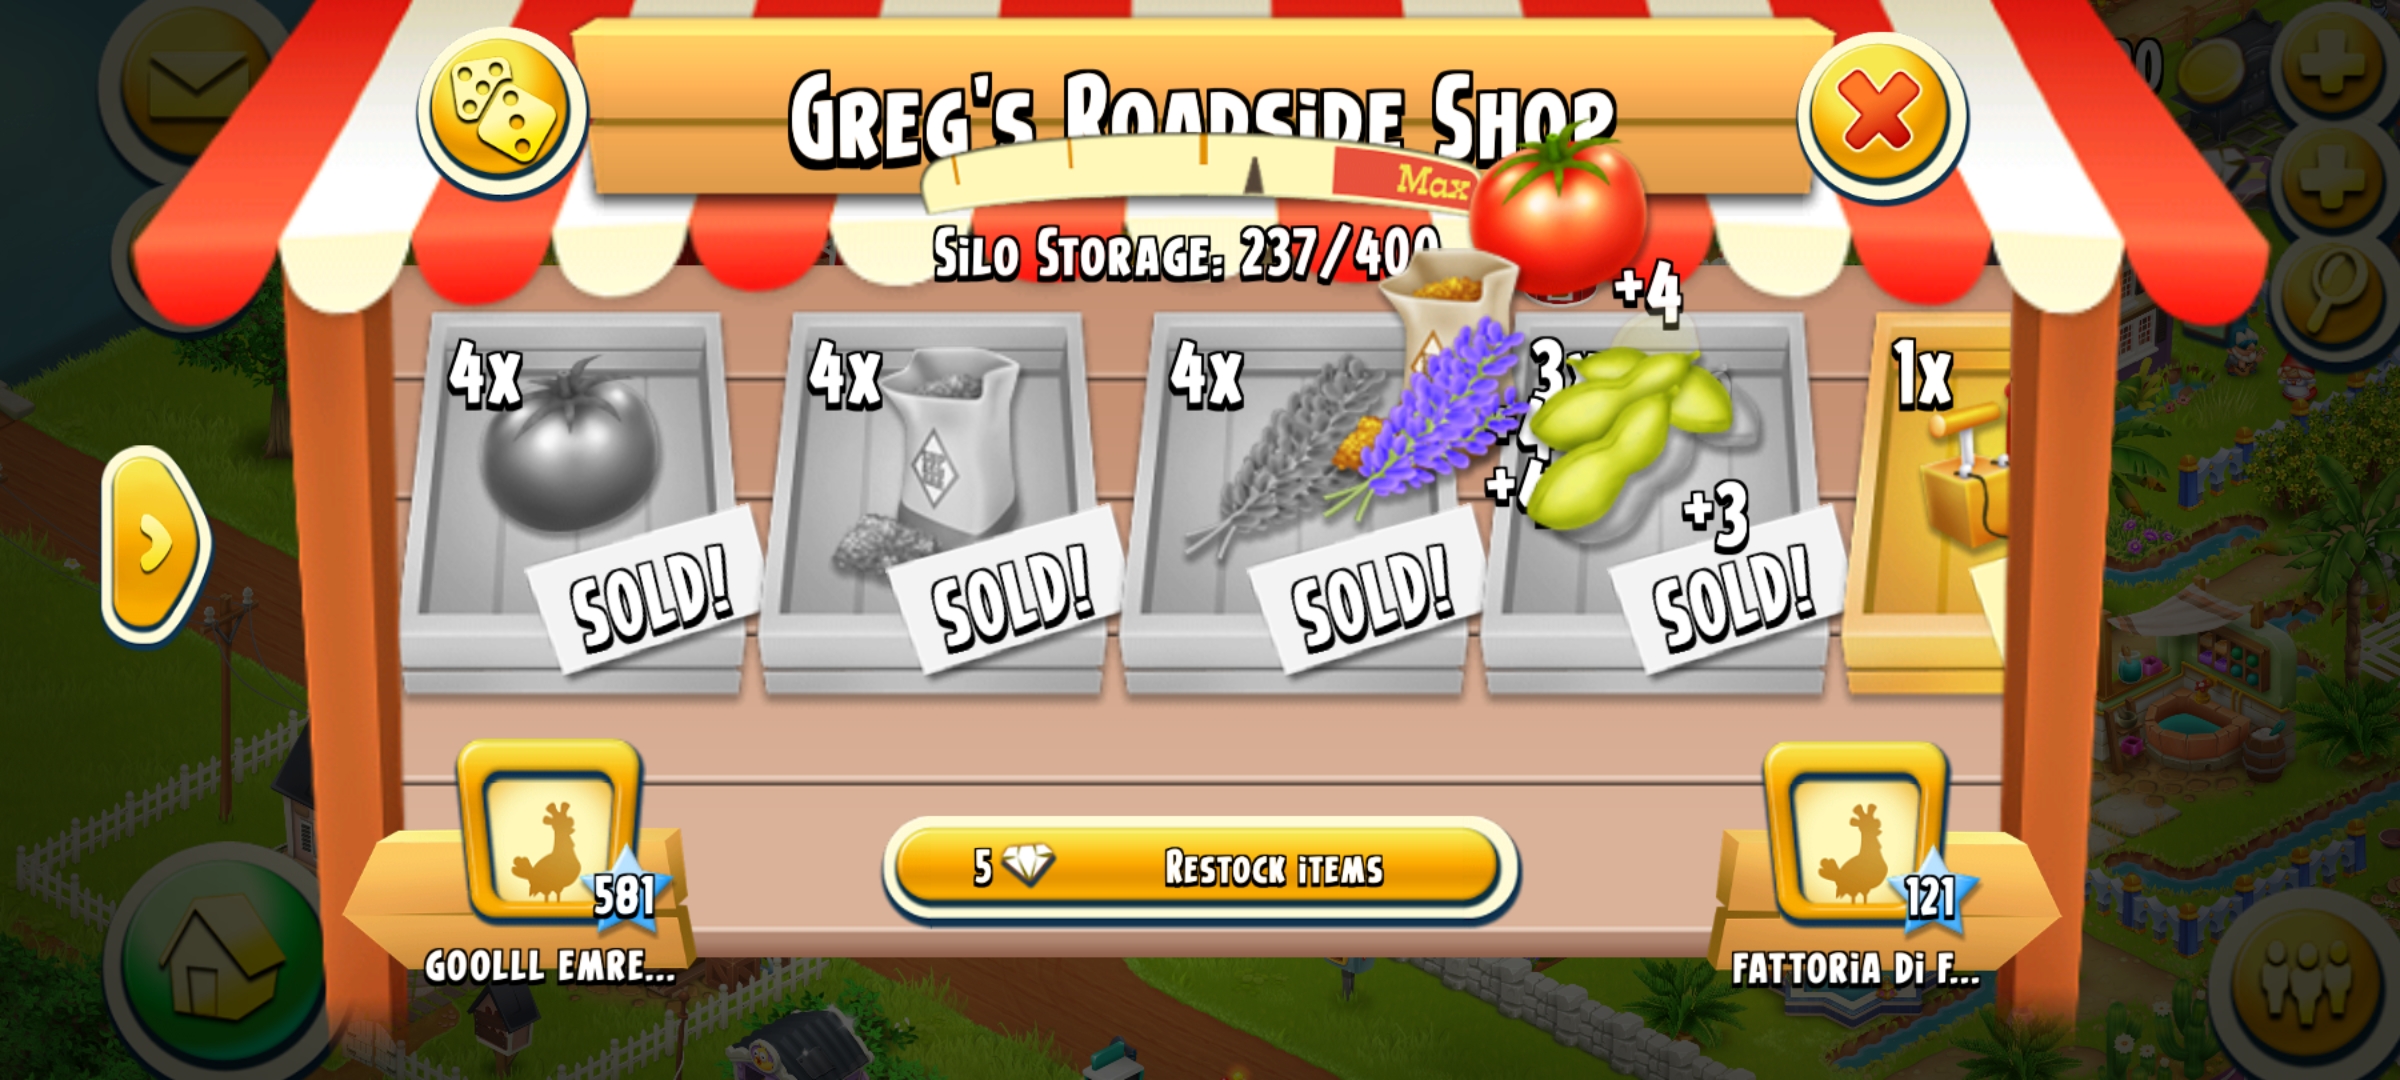 GREG'S ROADSIDE SHOP
Max
SILO STORAGE: 237/400
+4
4x
4x
4x
3x
1x
+3
SOLD!
SOLD!
SOLD!
SOLD!
581
5
RESTOCK ITEMS
121
GOOLLL EMRE...
FATTORIA DI F...